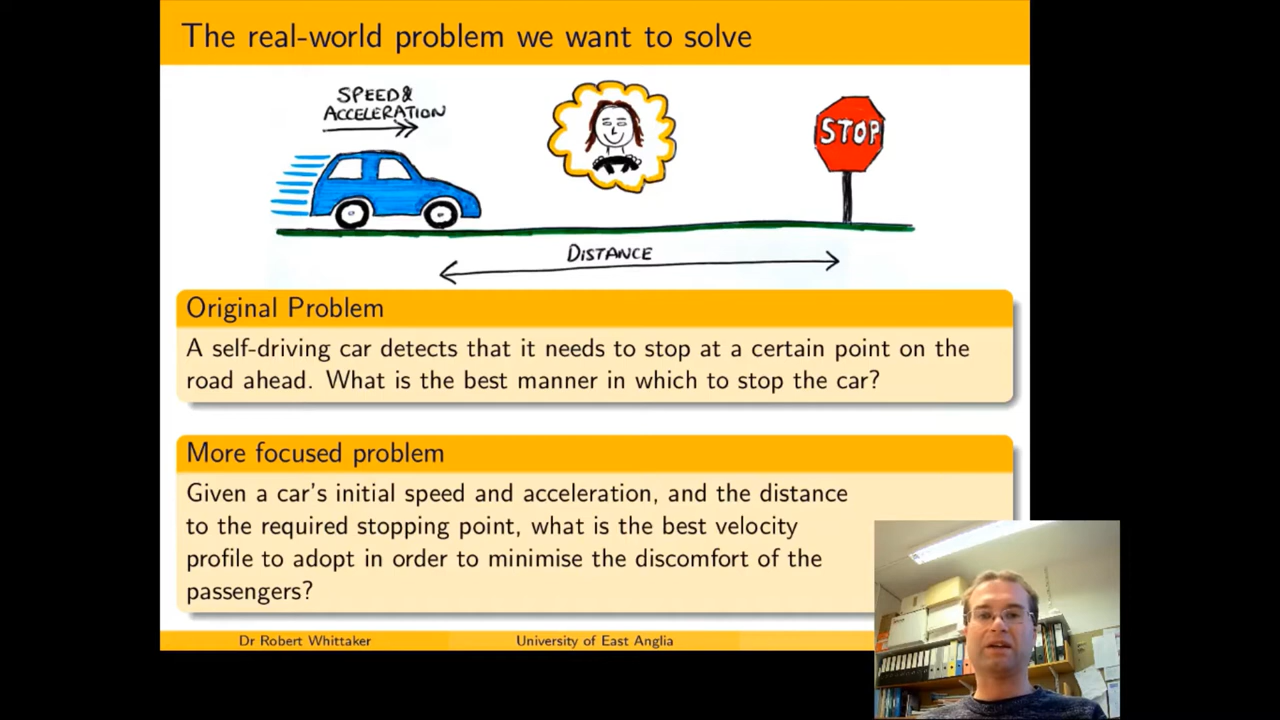 The real-world problem we want to solve
SPEED &
ACCELERATION
STOP
DISTANCE
Original Problem
A self-driving car detects that it needs to stop at a certain point on the
road ahead. What is the best manner in which to stop the car?
More focused problem
Given a car's initial speed and acceleration, and the distance
to the required stopping point, what is the best velocity
profile to adopt in order to minimise the discomfort of the
passengers?
Dr Robert Whittaker
University of East Anglia